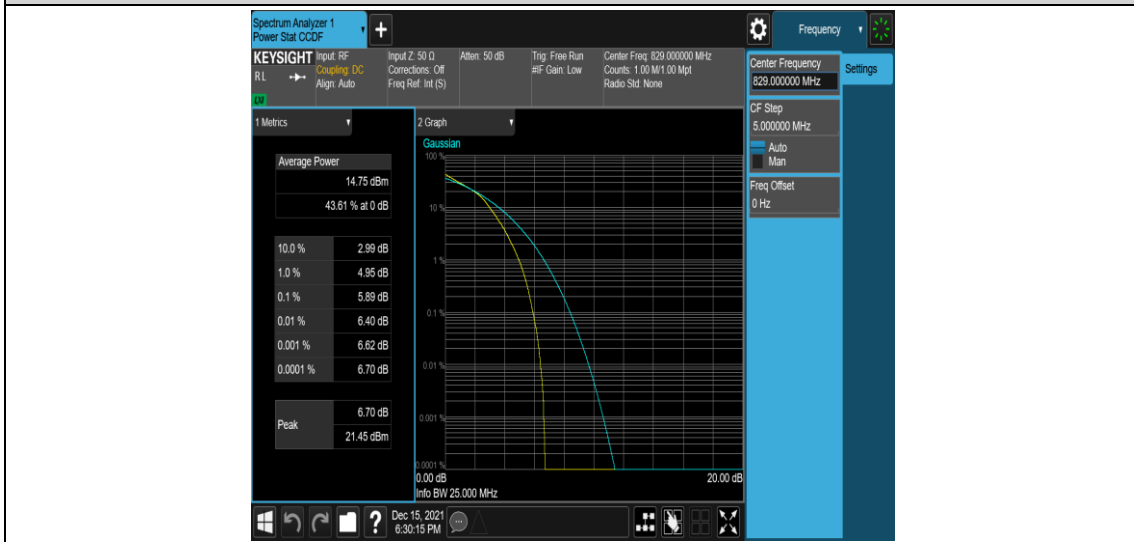 Spectrum Analyzer 1
Power Stat CCDF
+
Frequency
KEYSIGHT
RL
Input: RF
Coupling: DC
Align: Auto
Input Z: 50 Ω
Corrections: Off
Freq Ref: Int (S)
Atten: 50 dB
Trig: Free Run
#IF Gain: Low
Center Freq: 829.000000 MHz
Counts: 1.00 M/1.00 Mpt
Radio Std: None
Center Frequency
829.000000 MHz
Settings
CF Step
5.000000 MHz
Auto
Man
Freq Offset
0 Hz
1 Metrics
Average Power
14.75 dBm
43.61 % at 0 dB
10.0 % 2.99 dB
1.0 % 4.95 dB
0.1 % 5.89 dB
0.01 % 6.40 dB
0.001 % 6.62 dB
0.0001 % 6.70 dB
Peak
6.70 dB
21.45 dBm
2 Graph
Gaussian
100 %
10 %
1 %
0.1 %
0.01 %
0.001 %
0.0001 %
0.00 dB
20.00 dB
Info BW 25.000 MHz
?
Dec 15, 2021
6:30:15 PM